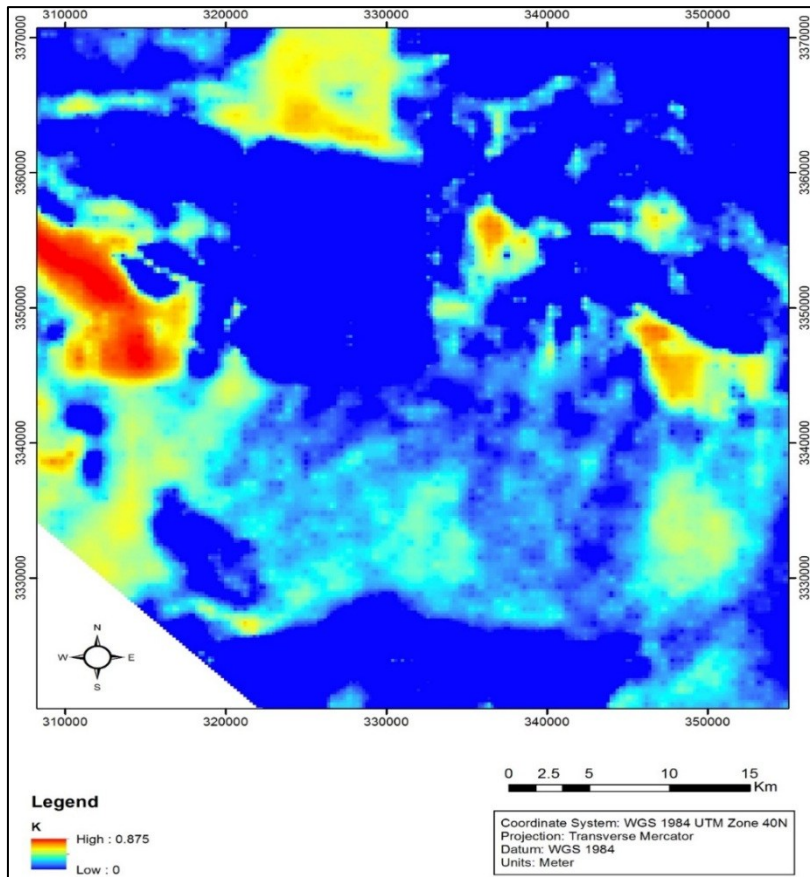 310000 320000 330000 340000 350000
3370000 3370000
3360000 3360000
3350000 3350000
3340000 3340000
3330000 3330000
N
W E
S
310000 320000 330000 340000 350000
0 2.5 5 10 15
Km
Legend
K
High : 0.875
Low : 0
Coordinate System: WGS 1984 UTM Zone 40N
Projection: Transverse Mercator
Datum: WGS 1984
Units: Meter